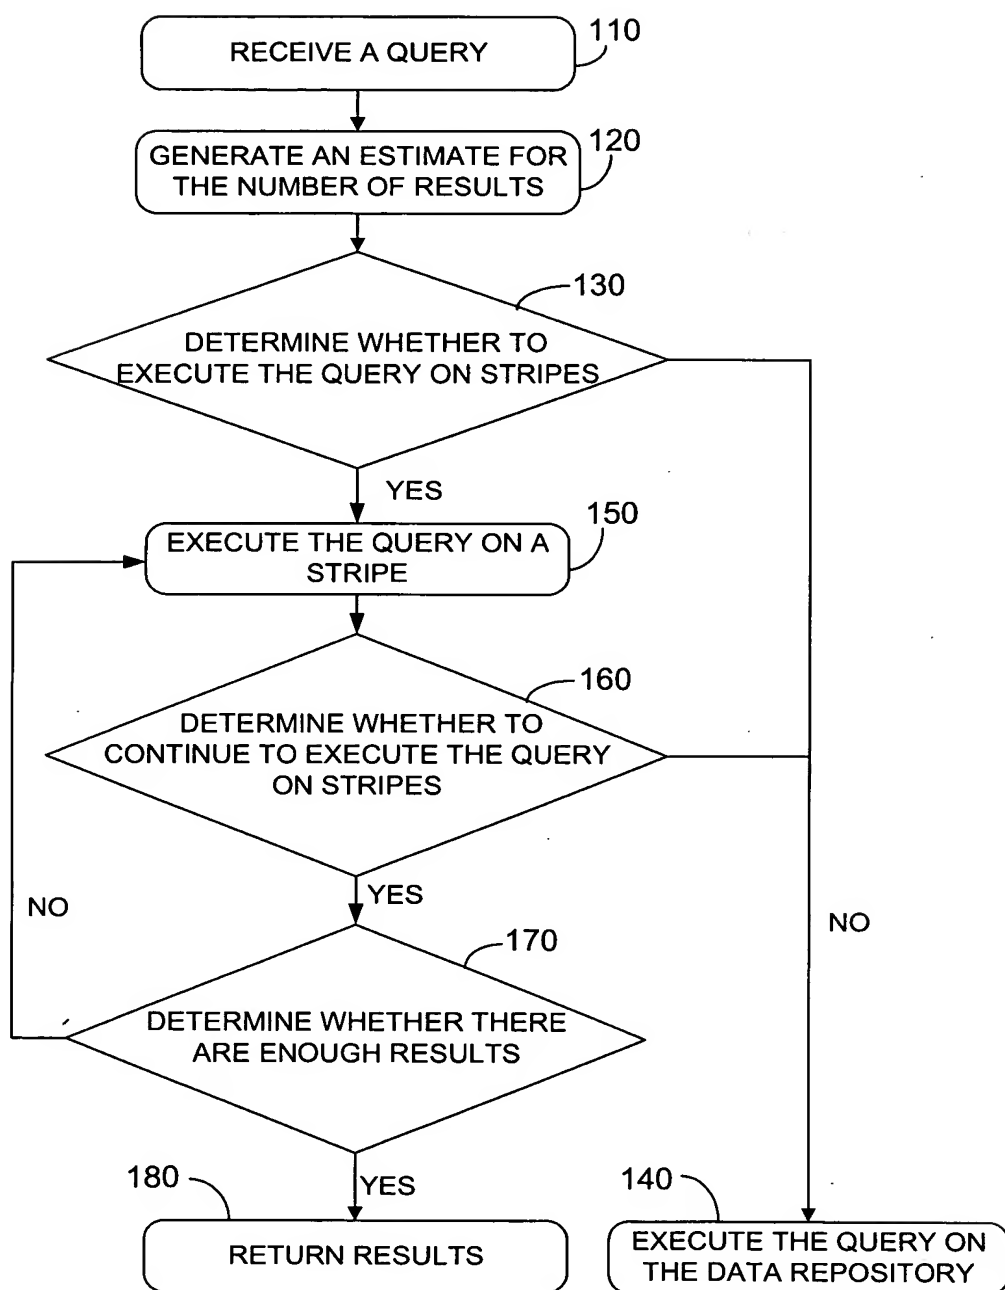 RECEIVE A QUERY
110
GENERATE AN ESTIMATE FOR
THE NUMBER OF RESULTS
120
130
DETERMINE WHETHER TO
EXECUTE THE QUERY ON STRIPES
YES
150
EXECUTE THE QUERY ON A
STRIPE
160
DETERMINE WHETHER TO
CONTINUE TO EXECUTE THE QUERY
ON STRIPES
YES
NO
NO
170
DETERMINE WHETHER THERE
ARE ENOUGH RESULTS
YES
180
RETURN RESULTS
140
EXECUTE THE QUERY ON
THE DATA REPOSITORY